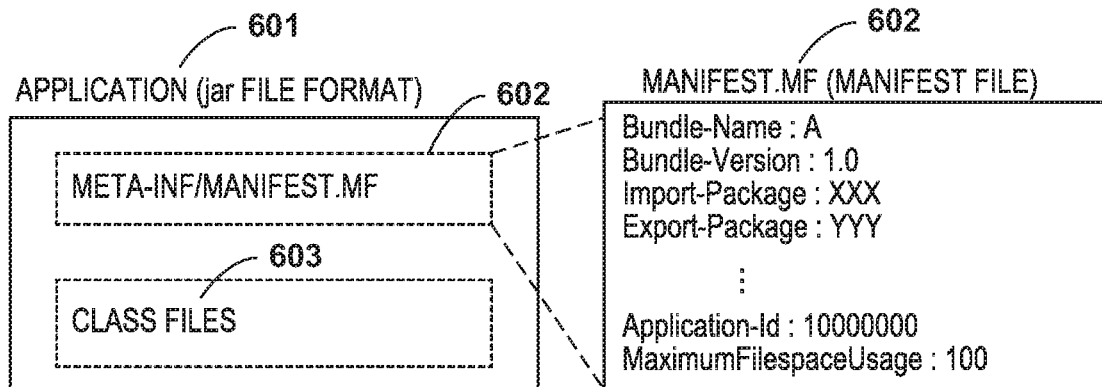 601
APPLICATION (jar FILE FORMAT)
602
META-INF/MANIFEST.MF
603
CLASS FILES
602
MANIFEST.MF (MANIFEST FILE)
Bundle-Name : A
Bundle-Version : 1.0
Import-Package : XXX
Export-Package : YYY
⋮
Application-Id : 10000000
MaximumFilespaceUsage : 100